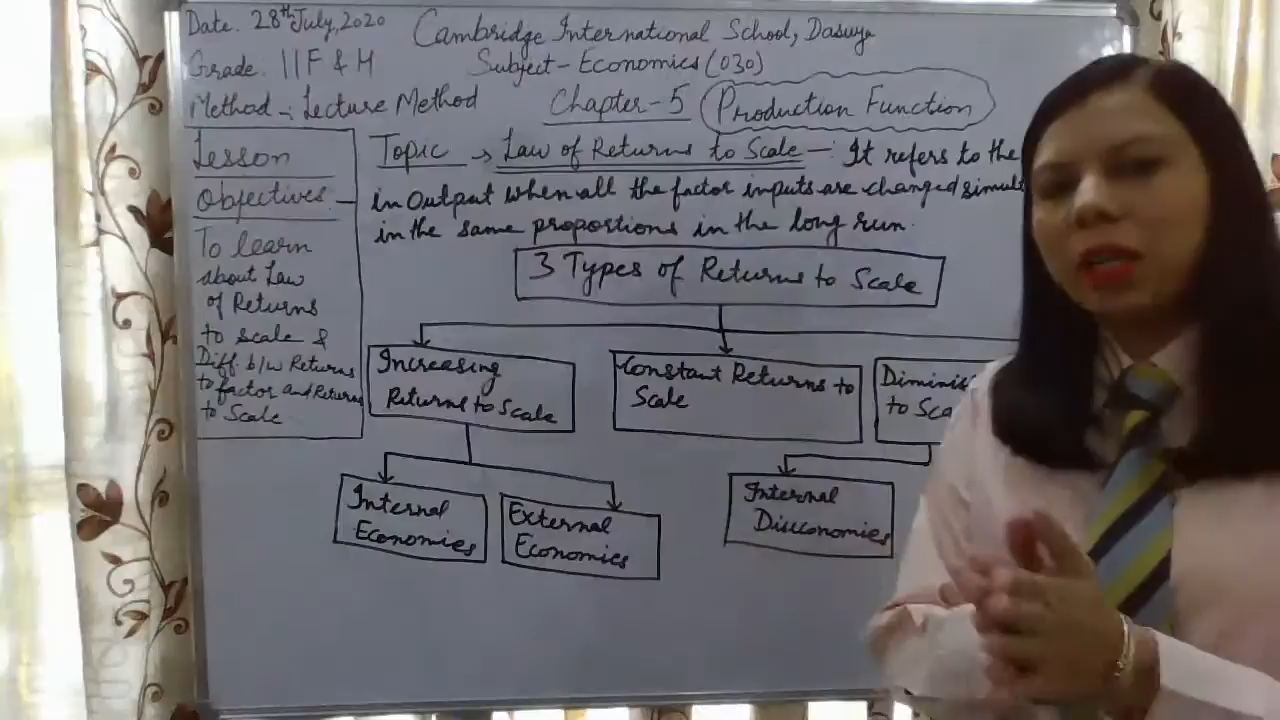 Date. 28th July, 2020
Cambridge International School, Dasuya
Grade. 11 F & H
Subject - Economics (030)
Method :- Lecture Method
Chapter - 5 Production Function
Lesson
Objectives -
To learn
about Law
of Returns
to scale &
Diff. b/w Returns
to factor and Returns
to Scale
Topic → Law of Returns to Scale - : It refers to the
in Output when all the factor inputs are changed simul
in the same proportions in the long run.
3 Types of Returns to Scale
Increasing
Returns to Scale
Constant Returns to
Scale
Diminis
to Sca
Internal
Economies
External
Economies
Internal
Diseconomies